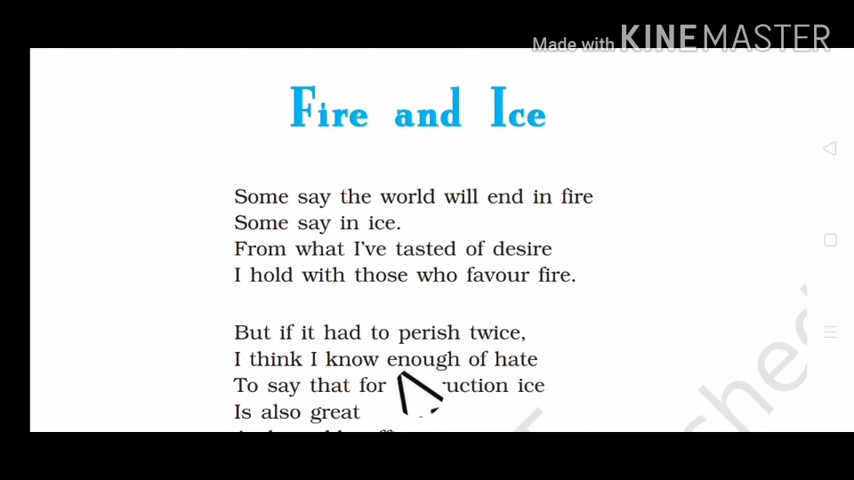 Made with KINEMASTER
Fire and Ice
Some say the world will end in fire
Some say in ice.
From what I've tasted of desire
I hold with those who favour fire.
But if it had to perish twice,
I think I know enough of hate
To say that for ruction ice
Is also great